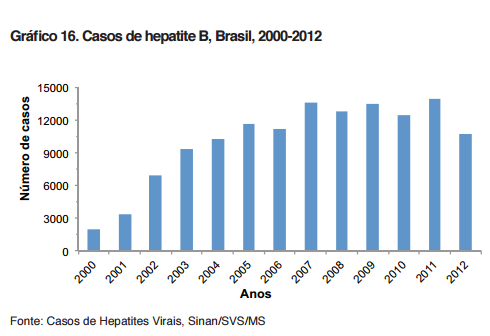 Gráfico 16. Casos de hepatite B, Brasil, 2000-2012
Número de casos
15000
12000
9000
6000
3000
0
2000 2001 2002 2003 2004 2005 2006 2007 2008 2009 2010 2011 2012
Anos
Fonte: Casos de Hepatites Virais, Sinan/SVS/MS